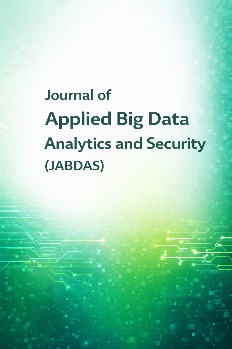 Journal of
Applied Big Data
Analytics and Security
(JABDAS)